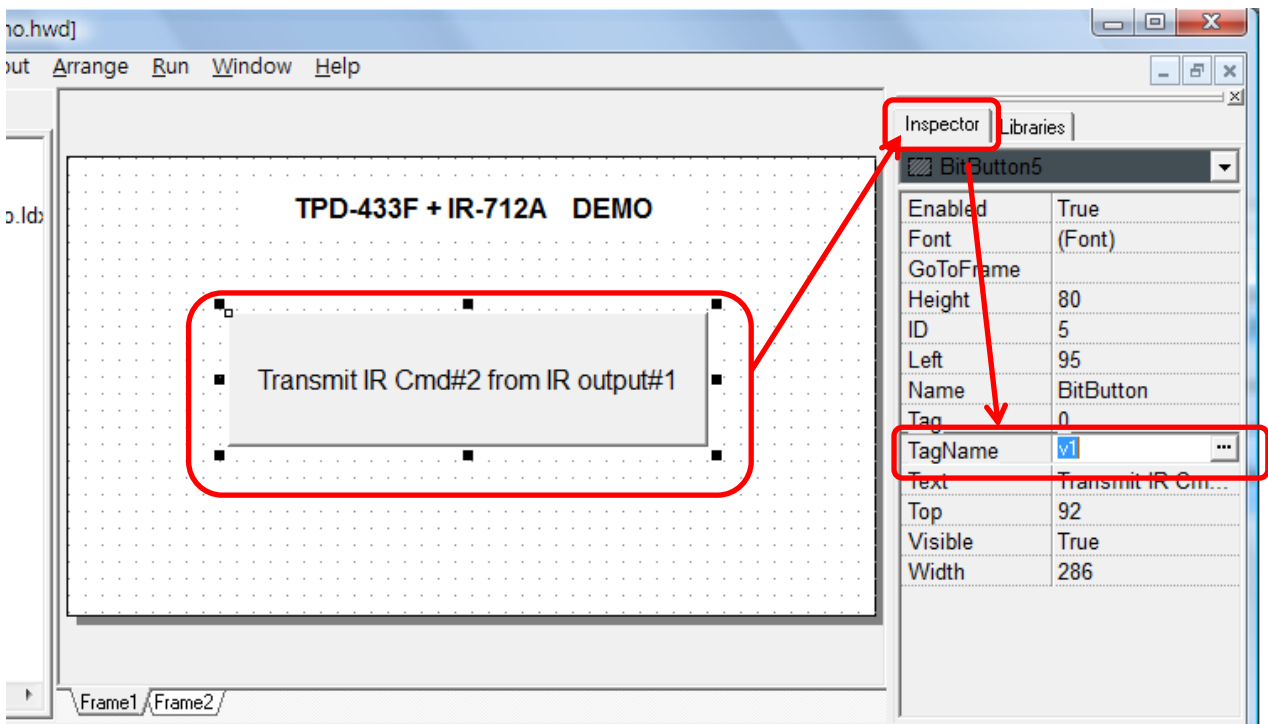 no.hwd]
out Arrange Run Window Help
Inspector Libraries
BitButton5
o.ldx
TPD-433F + IR-712A DEMO
Transmit IR Cmd#2 from IR output#1
Enabled True
Font (Font)
GoToFrame
Height 80
ID 5
Left 95
Name BitButton
Tag 0
TagName v1 ...
Text Transmit IR Cm...
Top 92
Visible True
Width 286
Frame1 Frame2